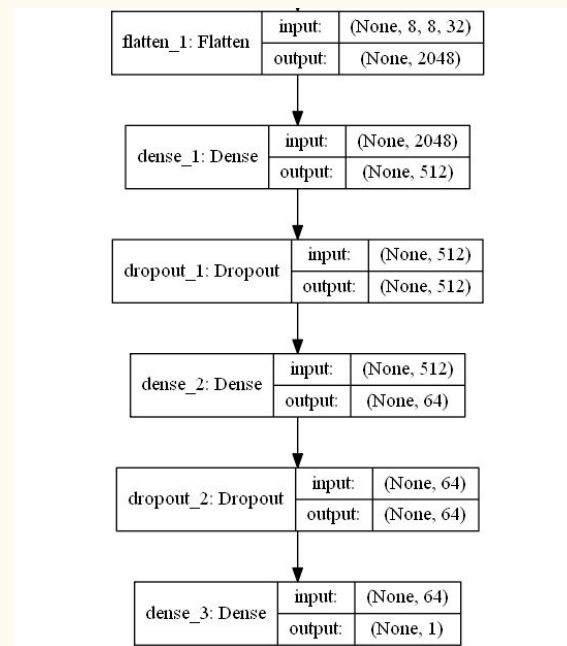 flatten_1: Flatten
input: (None, 8, 8, 32)
output: (None, 2048)
dense_1: Dense
input: (None, 2048)
output: (None, 512)
dropout_1: Dropout
input: (None, 512)
output: (None, 512)
dense_2: Dense
input: (None, 512)
output: (None, 64)
dropout_2: Dropout
input: (None, 64)
output: (None, 64)
dense_3: Dense
input: (None, 64)
output: (None, 1)